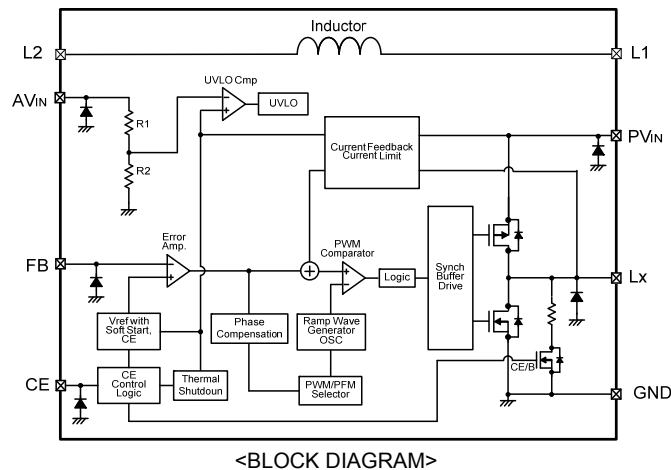 Inductor
L2
L1
UVLO Cmp
AVIN
UVLO
R1
R2
Current Feedback
Current Limit
PVIN
Error
Amp.
FB
PWM
Comparator
Logic
Synch
Buffer
Drive
Lx
Vref with
Soft Start,
CE
Phase
Compensation
Ramp Wave
Generator
OSC
CE
CE
Control
Logic
Thermal
Shutdoun
PWM/PFM
Selector
CE/B
GND
<BLOCK DIAGRAM>